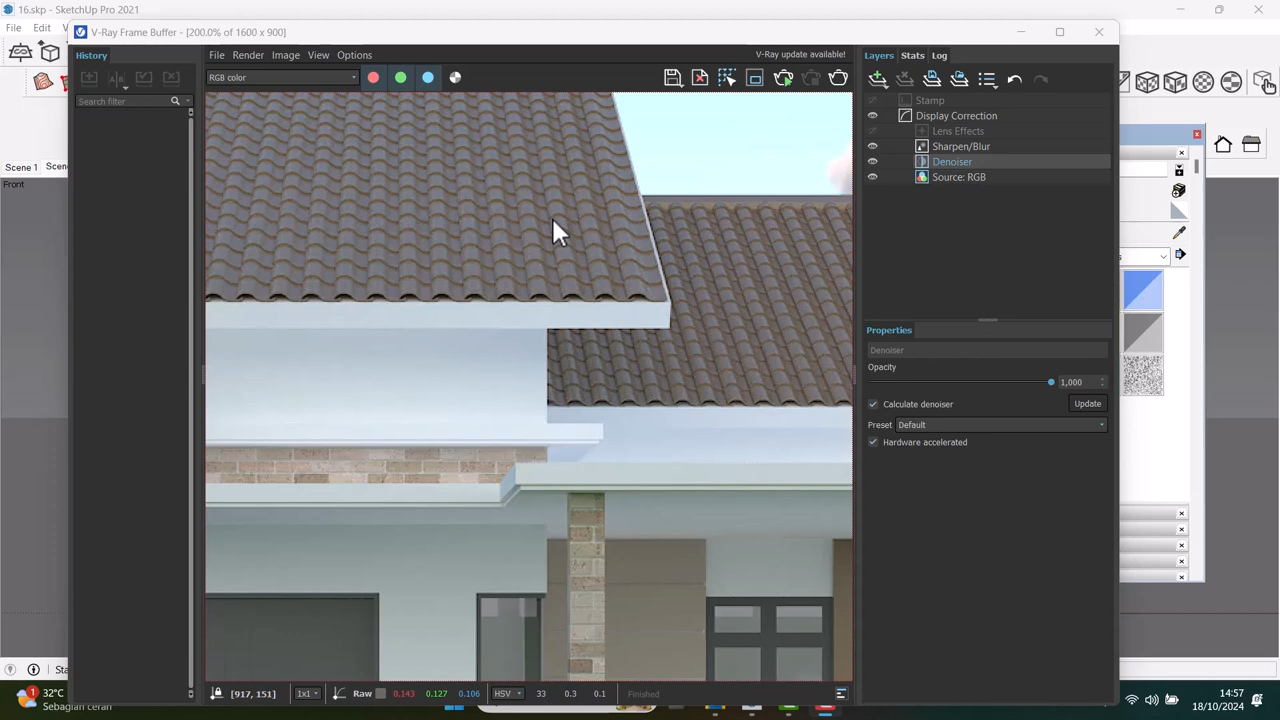 16.skp - SketchUp Pro 2021
File
Edit
V-Ray Frame Buffer - [200.0% of 1600 x 900]
History
File
Render
Image
View
Options
V-Ray update available!
Layers
Stats
Log
RGB color
Search filter
Stamp
Display Correction
Lens Effects
Sharpen/Blur
Denoiser
Source: RGB
Scene 1
Front
Properties
Denoiser
Opacity
1,000
Calculate denoiser
Update
Preset
Default
Hardware accelerated
[917, 151]
1x1
Raw
0.143
0.127
0.106
HSV
33
0.3
0.1
Finished
1
32°C
Sebagian cerah
14:57
18/10/2024